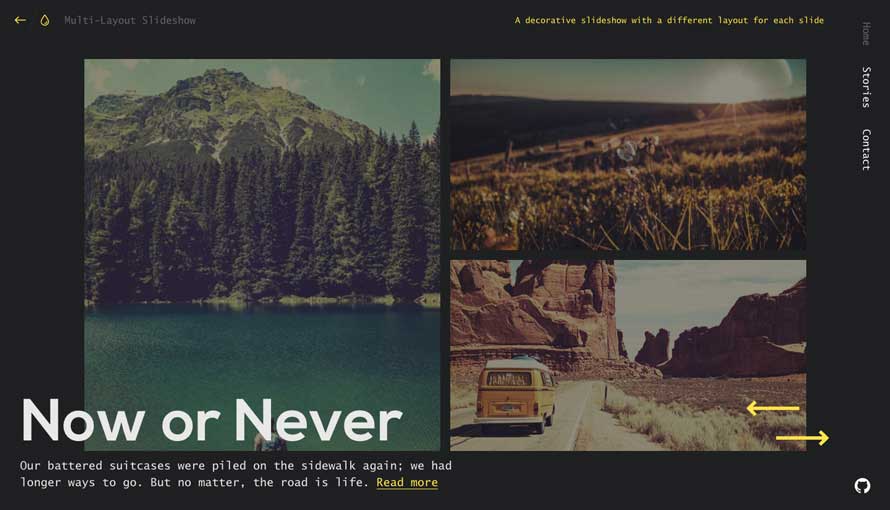 Multi-Layout Slideshow
A decorative slideshow with a different layout for each slide
Home
Stories
Contact
Now or Never
Our battered suitcases were piled on the sidewalk again; we had
longer ways to go. But no matter, the road is life. Read more